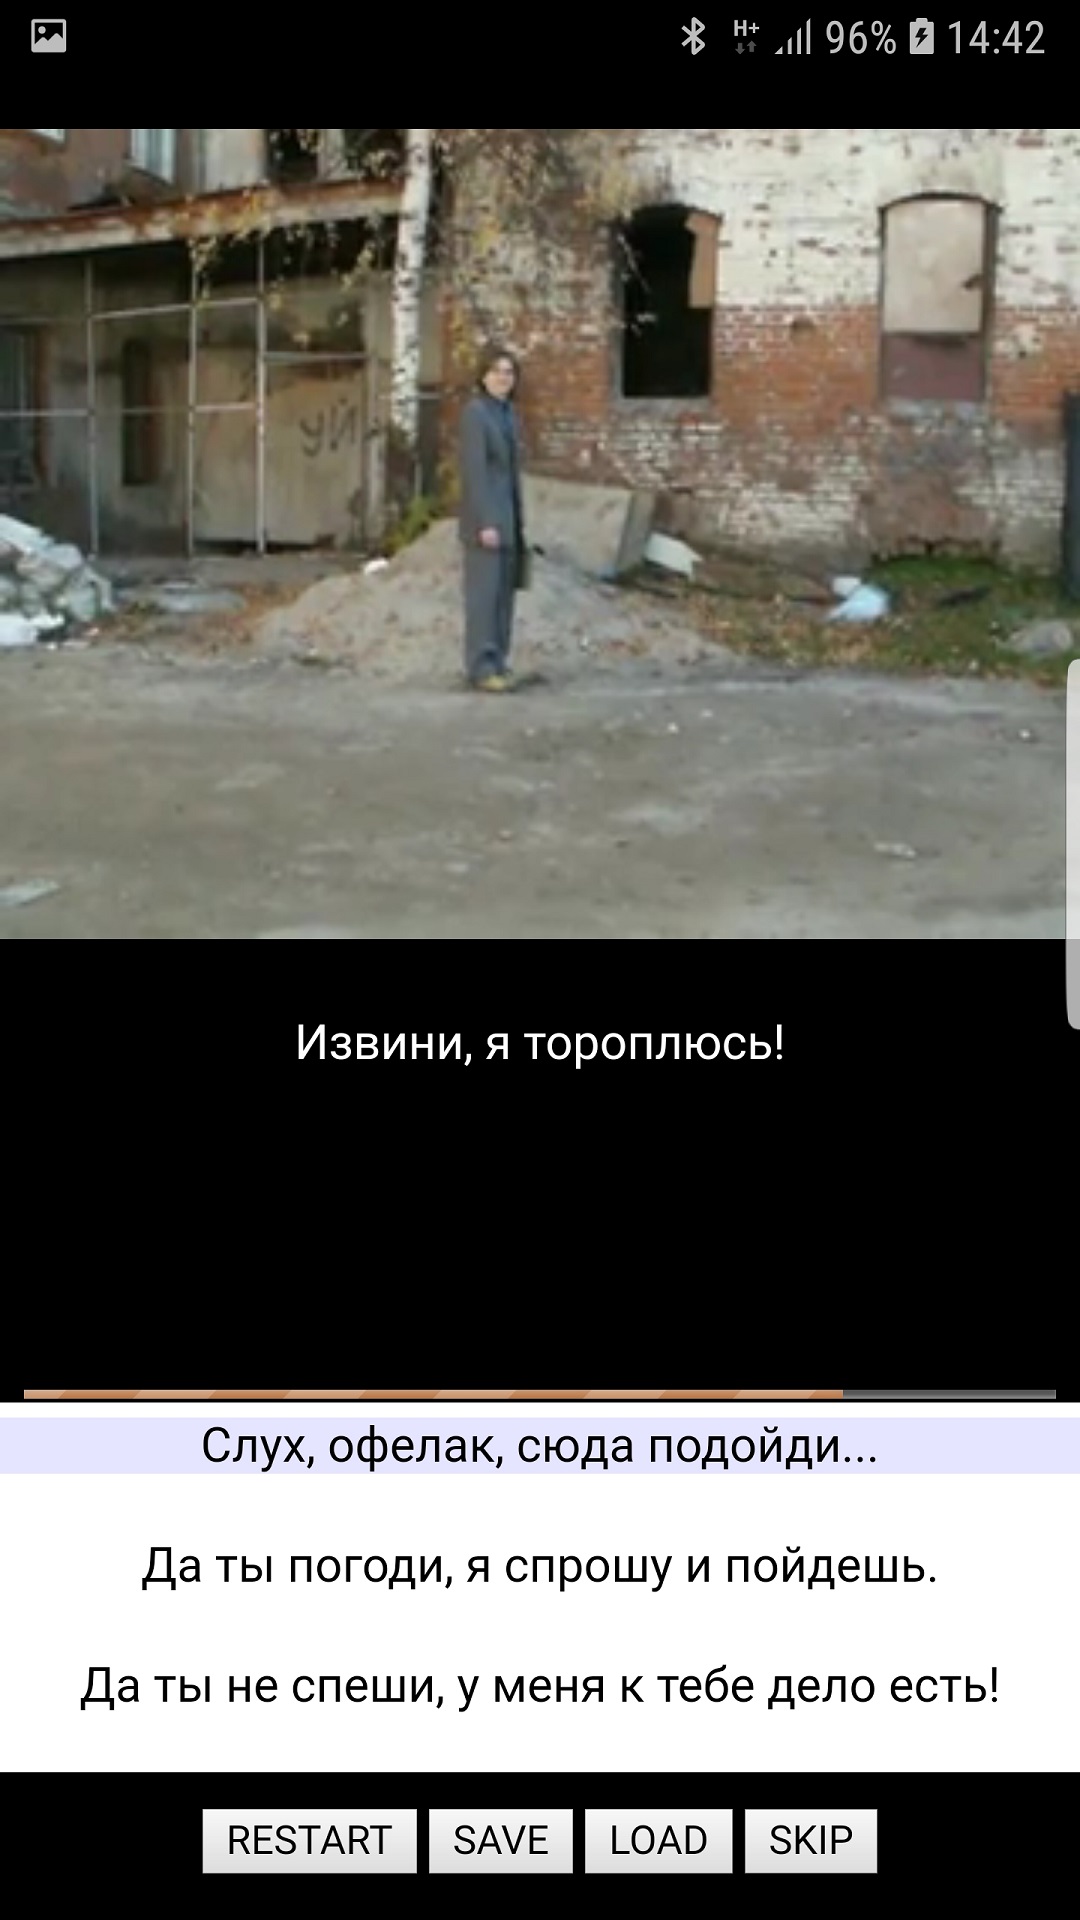 H+ 96% 14:42
уй
Извини, я тороплюсь!
Слух, офелак, сюда подойди...
Да ты погоди, я спрошу и пойдешь.
Да ты не спеши, у меня к тебе дело есть!
RESTART SAVE LOAD SKIP